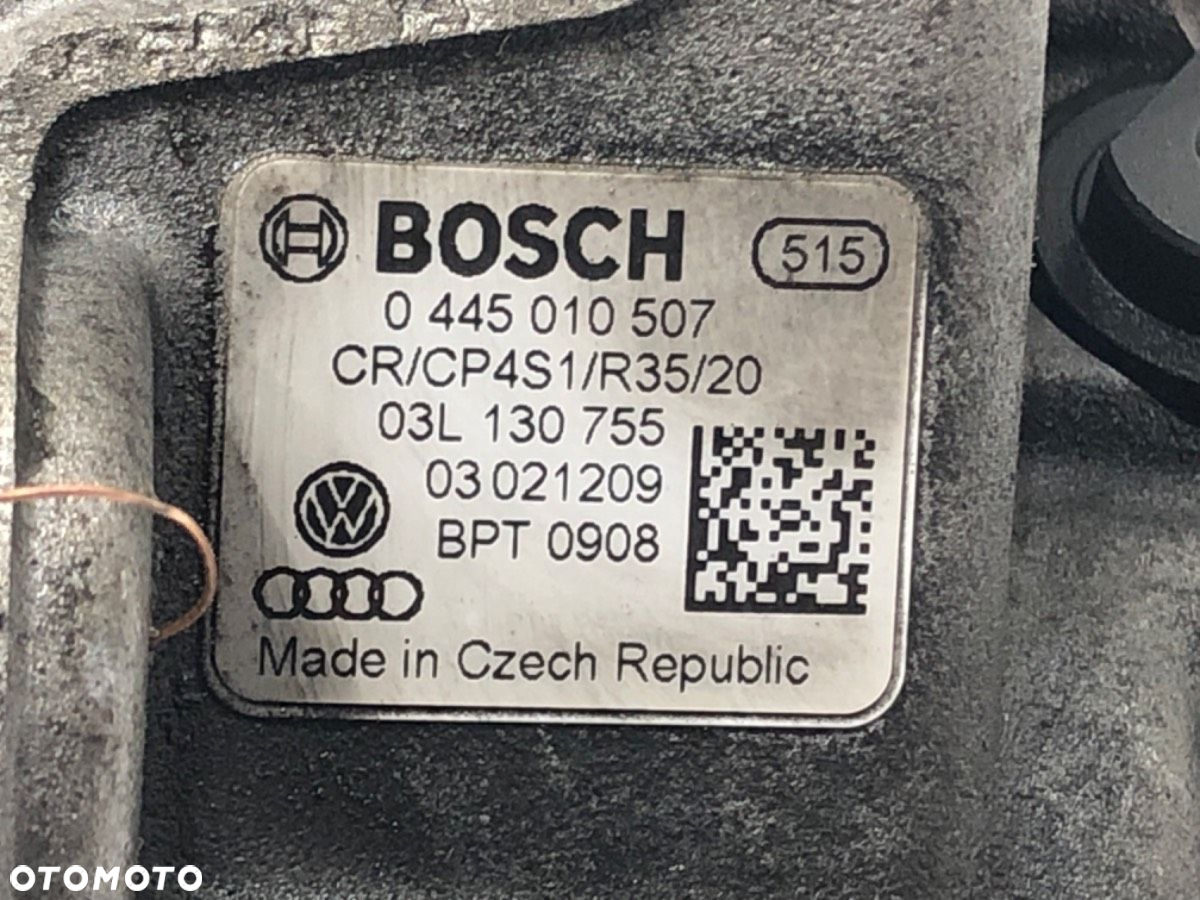 BOSCH 515
0 445 010 507
CR/CP4S1/R35/20
03L 130 755
03 021209
BPT 0908
Made in Czech Republic
OTOMOTO